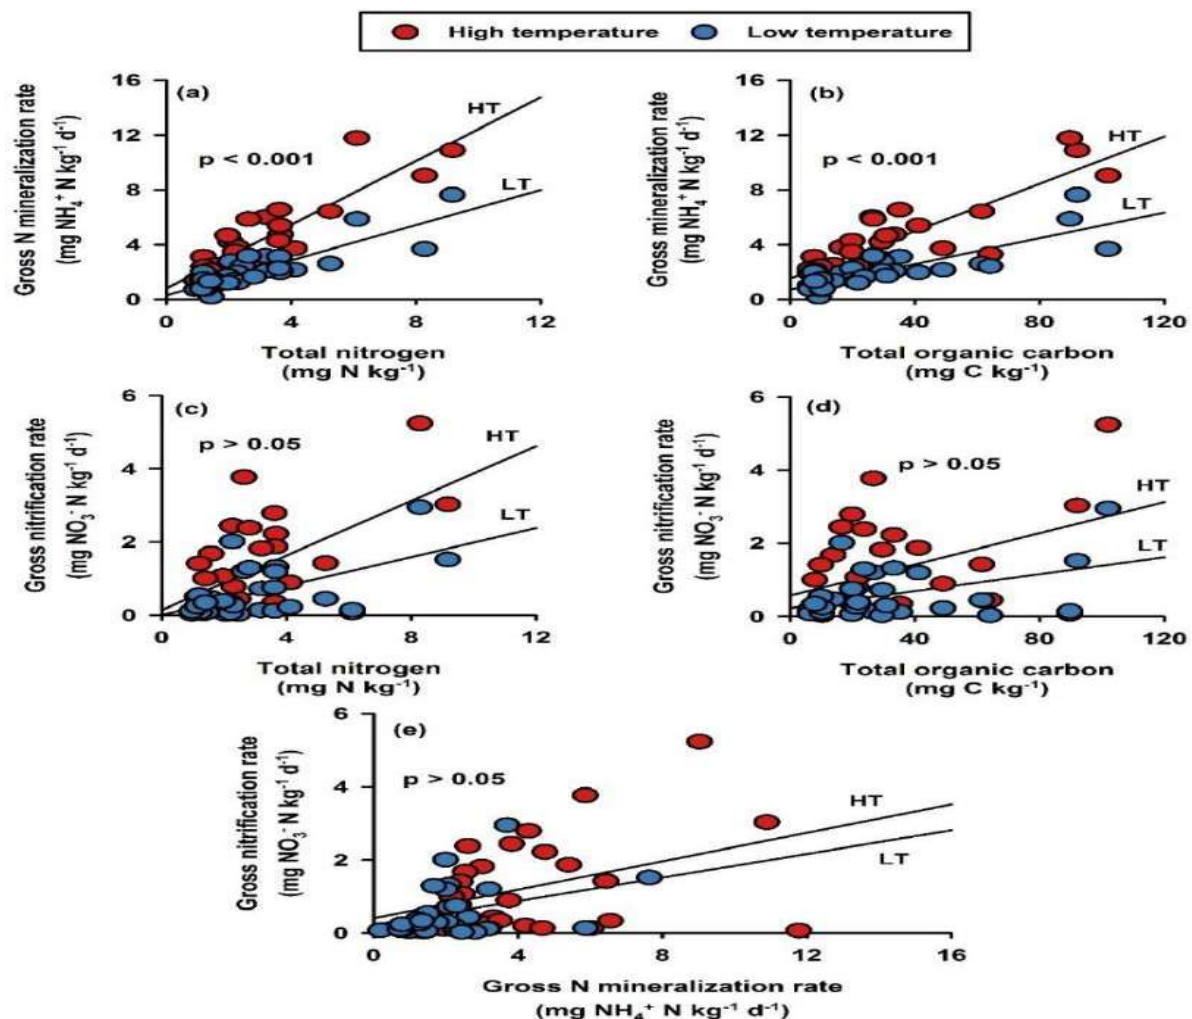 High temperature Low temperature
Gross N mineralization rate
(mg NH₄⁺ N kg⁻¹ d⁻¹)
16
12
8
4
0
(a)
p < 0.001
HT
LT
0 4 8 12
Total nitrogen
(mg N kg⁻¹)
Gross mineralization rate
(mg NH₄⁺ N kg⁻¹ d⁻¹)
16
12
8
4
0
(b)
p < 0.001
HT
LT
0 40 80 120
Total organic carbon
(mg C kg⁻¹)
Gross nitrification rate
(mg NO₃⁻ N kg⁻¹ d⁻¹)
6
4
2
0
(c)
p > 0.05
HT
LT
0 4 8 12
Total nitrogen
(mg N kg⁻¹)
Gross nitrification rate
(mg NO₃⁻ N kg⁻¹ d⁻¹)
6
4
2
0
(d)
p > 0.05
HT
LT
0 40 80 120
Total organic carbon
(mg C kg⁻¹)
Gross nitrification rate
(mg NO₃⁻ N kg⁻¹ d⁻¹)
6
4
2
0
(e)
p > 0.05
HT
LT
0 4 8 12 16
Gross N mineralization rate
(mg NH₄⁺ N kg⁻¹ d⁻¹)